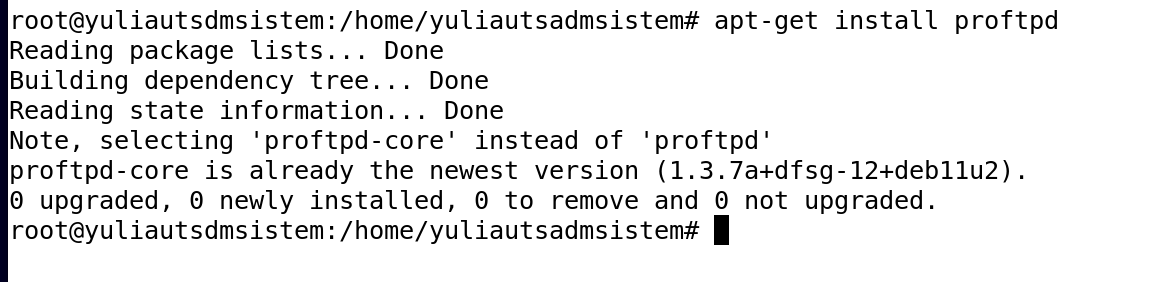 root@yuliautsdmsistem:/home/yuliautsadmsistem# apt-get install proftpd
Reading package lists... Done
Building dependency tree... Done
Reading state information... Done
Note, selecting 'proftpd-core' instead of 'proftpd'
proftpd-core is already the newest version (1.3.7a+dfsg-12+deb11u2).
0 upgraded, 0 newly installed, 0 to remove and 0 not upgraded.
root@yuliautsdmsistem:/home/yuliautsadmsistem#